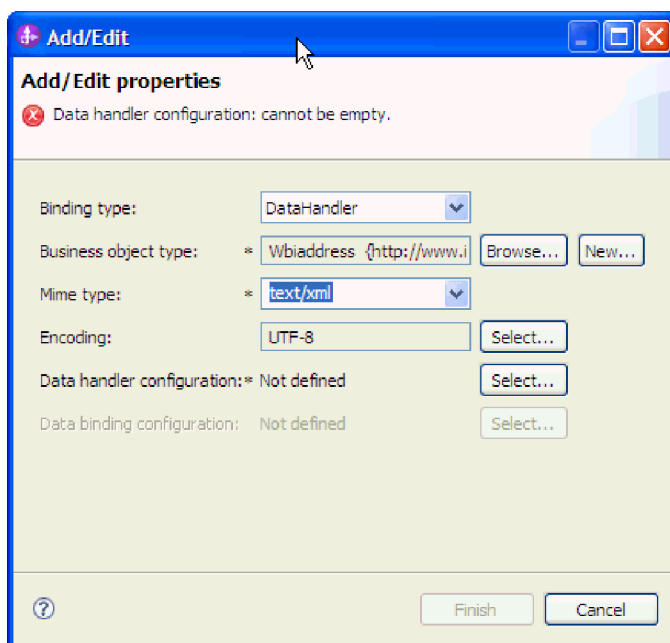 Add/Edit
Add/Edit properties
Data handler configuration: cannot be empty.
Binding type: DataHandler
Business object type: * Wbiaddress {http://www.i Browse... New...
Mime type: * text/xml
Encoding: UTF-8 Select...
Data handler configuration:* Not defined Select...
Data binding configuration: Not defined Select...
Finish Cancel